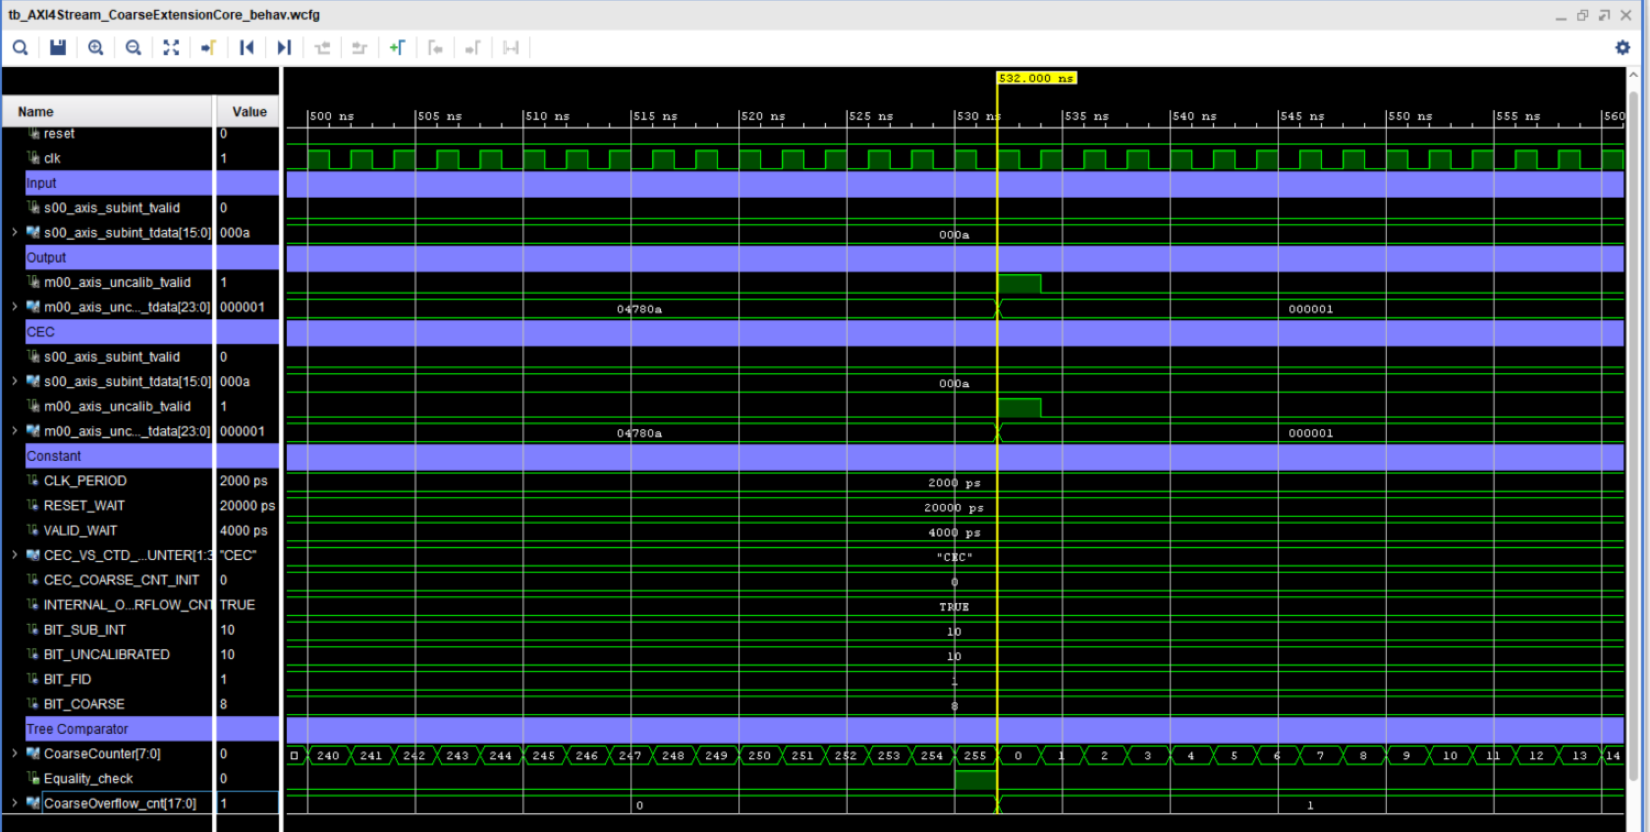 tb_AXI4Stream_CoarseExtensionCore_behav.wcfg
532.000 ns
Name Value
500 ns 505 ns 510 ns 515 ns 520 ns 525 ns 530 ns 535 ns 540 ns 545 ns 550 ns 555 ns 560
reset 0
clk 1
Input
s00_axis_subint_tvalid 0
s00_axis_subint_tdata[15:0] 000a 000a
Output
m00_axis_uncalib_tvalid 1
m00_axis_unc..._tdata[23:0] 000001 04780a 000001
CEC
s00_axis_subint_tvalid 0
s00_axis_subint_tdata[15:0] 000a 000a
m00_axis_uncalib_tvalid 1
m00_axis_unc..._tdata[23:0] 000001 04780a 000001
Constant
CLK_PERIOD 2000 ps 2000 ps
RESET_WAIT 20000 ps 20000 ps
VALID_WAIT 4000 ps 4000 ps
CEC_VS_CTD_...UNTER[1:3 "CEC" "CEC"
CEC_COARSE_CNT_INIT 0 0
INTERNAL_O...RFLOW_CNT TRUE TRUE
BIT_SUB_INT 10 10
BIT_UNCALIBRATED 10 10
BIT_FID 1 1
BIT_COARSE 8 8
Tree Comparator
CoarseCounter[7:0] 0 240 241 242 243 244 245 246 247 248 249 250 251 252 253 254 255 0 1 2 3 4 5 6 7 8 9 10 11 12 13 14
Equality_check 0
CoarseOverflow_cnt[17:0] 1 0 1